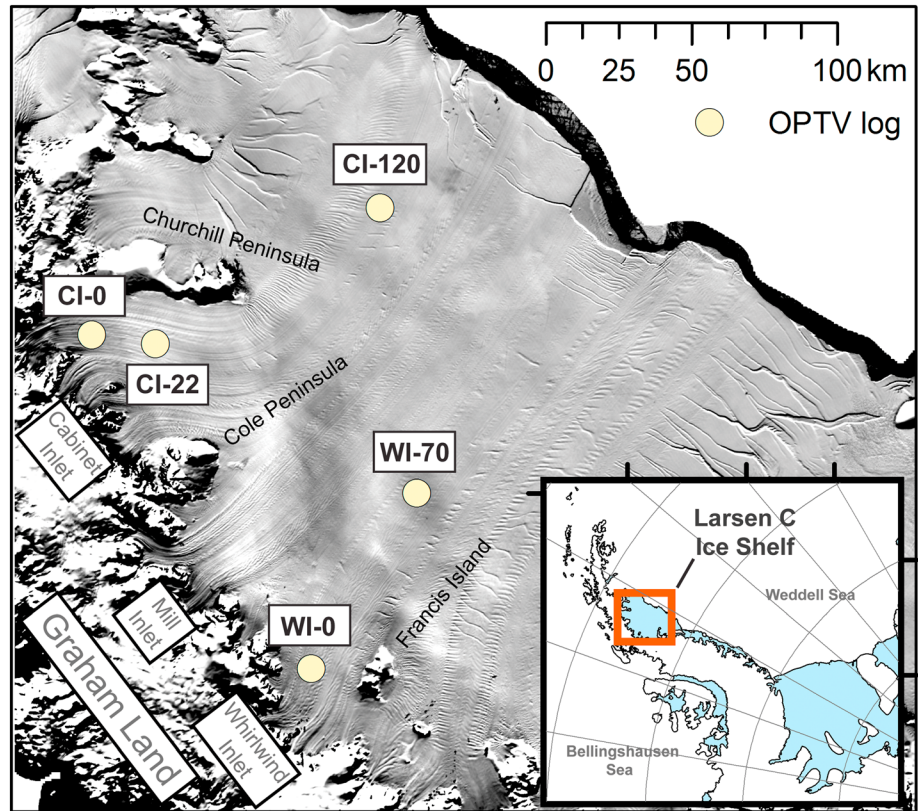 0 25 50 100 km
OPTV log
CI-120
Churchill Peninsula
CI-0
CI-22
Cole Peninsula
Cabinet
Inlet
WI-70
Larsen C
Ice Shelf
Weddell Sea
Francis Island
Mill
Inlet
WI-0
Graham Land
Whirlwind
Inlet
Bellingshausen
Sea